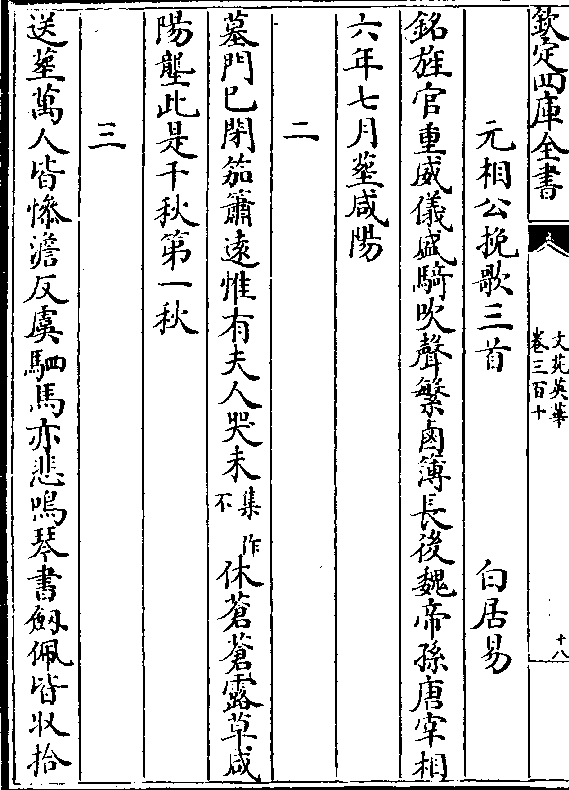 欽定四庫全書
文苑英華
卷三百十
十八
元相公挽歌三首 白居易
銘旌官重威儀盛騎吹聲繁鹵簿長後魏帝孫唐宰相
六年七月葬咸陽
二
墓門已閉笳簫遠惟有夫人哭未集作不休蒼蒼露草咸
陽壟此是千秋第一秋
三
送葬萬人皆慘澹反虞駟馬亦悲鳴琴書劒佩皆收拾